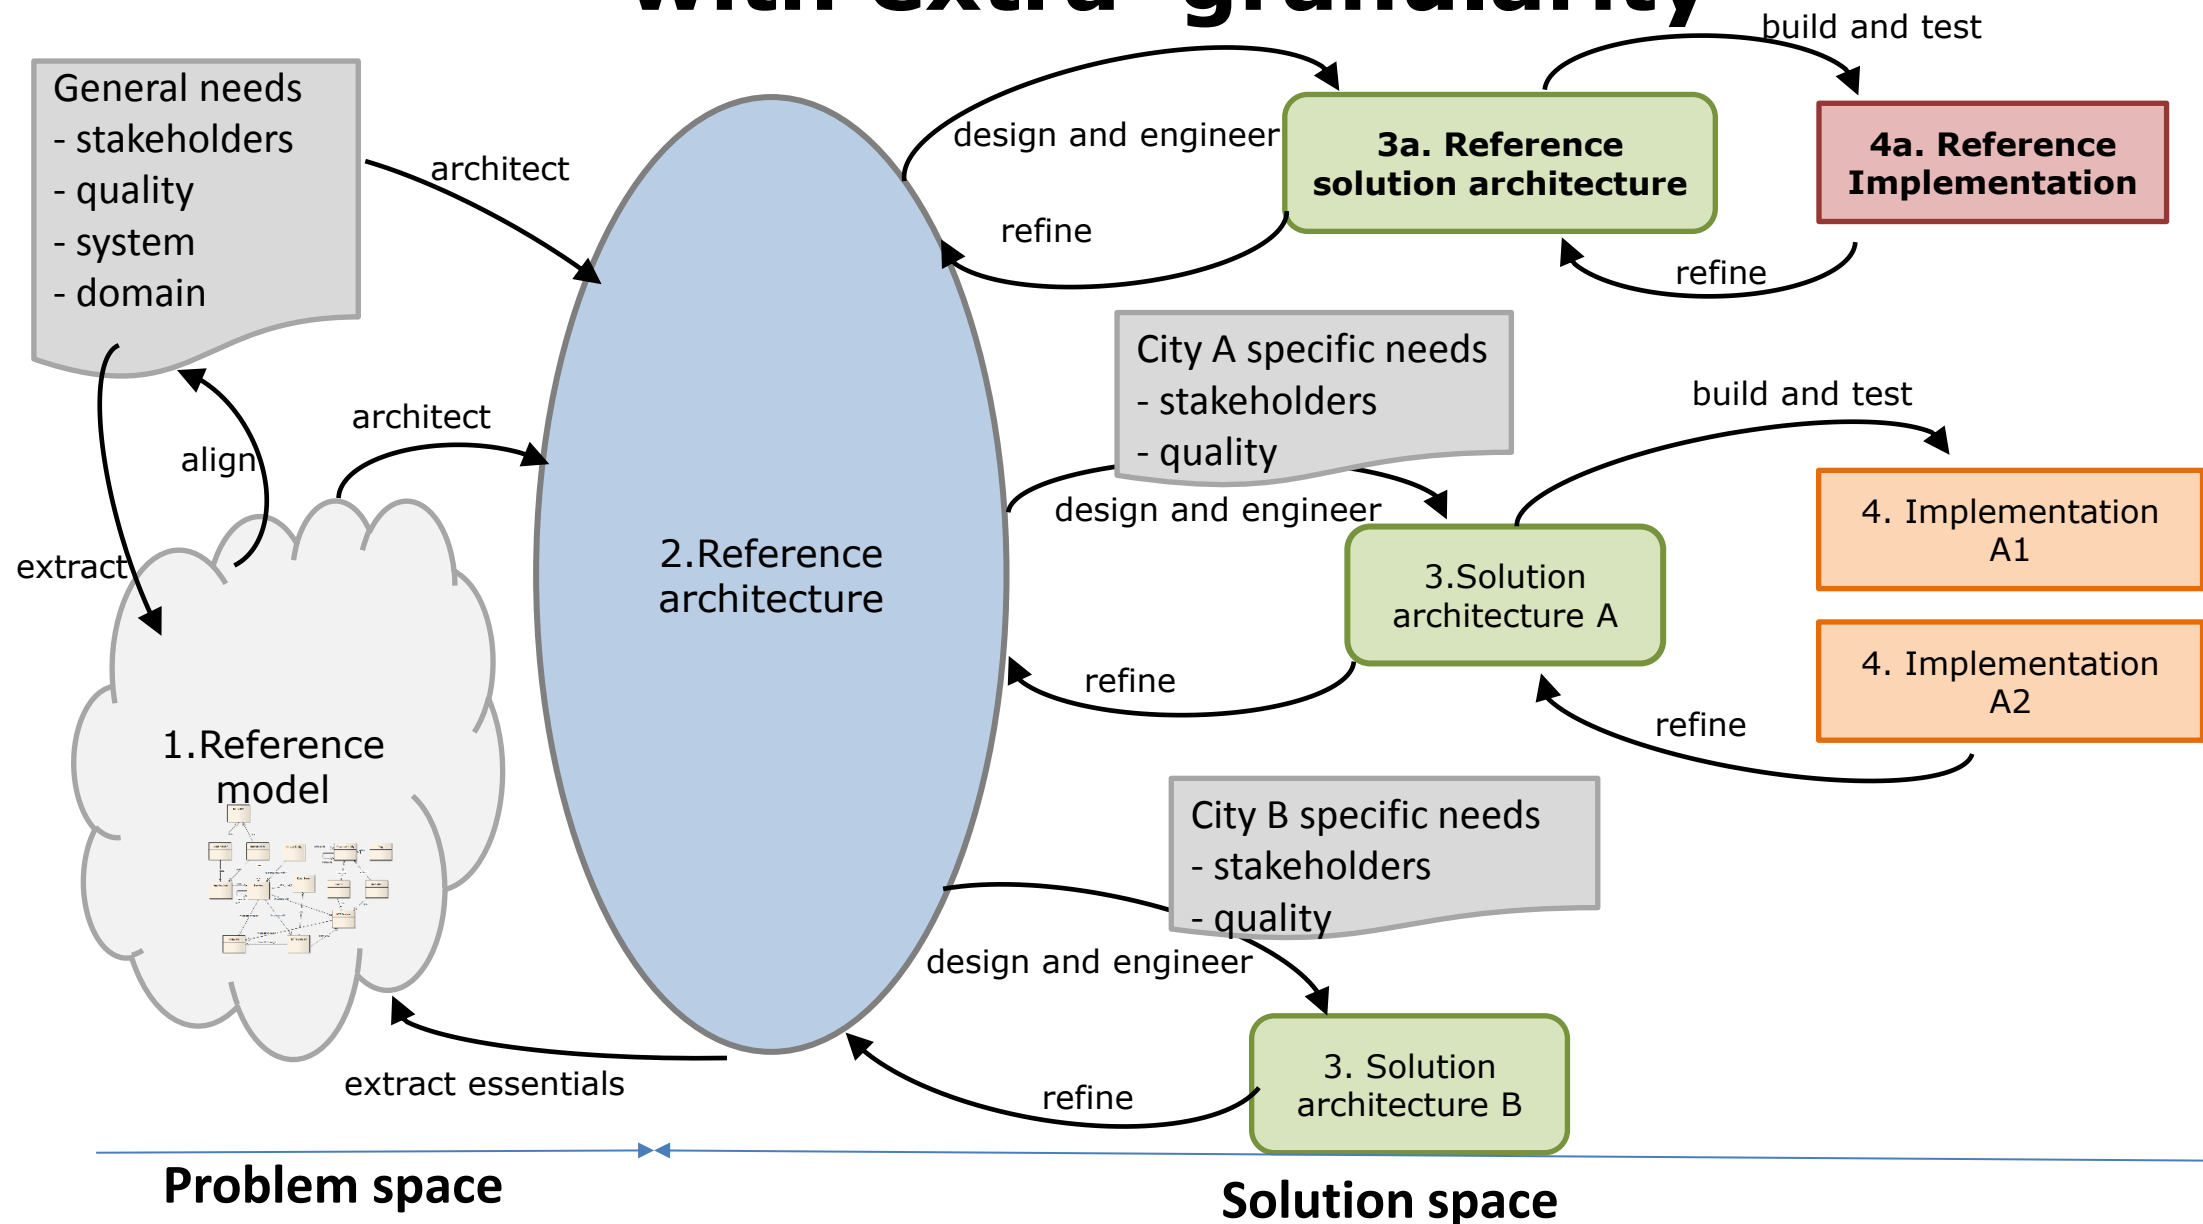 with extra granularity
build and test
General needs
- stakeholders
- quality
- system
- domain
architect
design and engineer
3a. Reference
solution architecture
4a. Reference
Implementation
refine
refine
City A specific needs
- stakeholders
- quality
build and test
architect
align
design and engineer
4. Implementation
A1
extract
2.Reference
architecture
3.Solution
architecture A
4. Implementation
A2
refine
refine
1.Reference
model
City B specific needs
- stakeholders
- quality
design and engineer
3. Solution
architecture B
extract essentials
refine
Problem space
Solution space